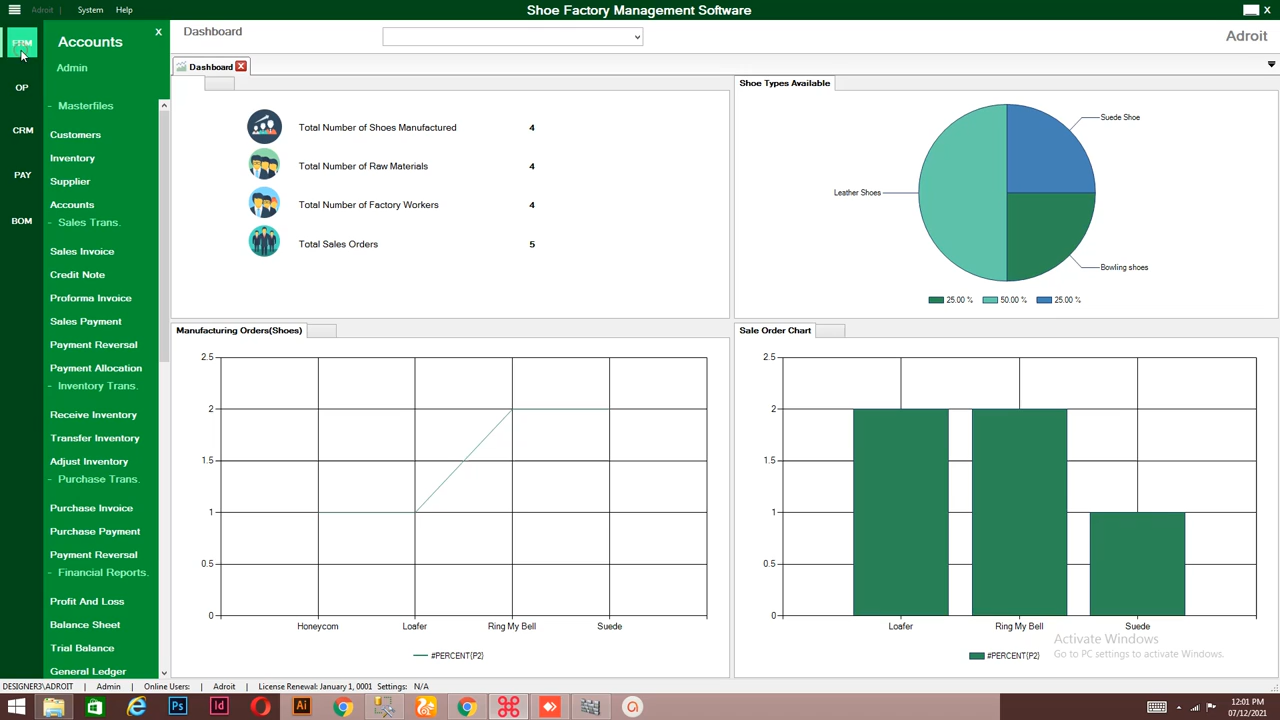 Adroit
System
Help
Shoe Factory Management Software
X
FRM
OP
CRM
PAY
BOM
Accounts
X
Admin
- Masterfiles
Customers
Inventory
Supplier
Accounts
- Sales Trans.
Sales Invoice
Credit Note
Proforma Invoice
Sales Payment
Payment Reversal
Payment Allocation
- Inventory Trans.
Receive Inventory
Transfer Inventory
Adjust Inventory
- Purchase Trans.
Purchase Invoice
Purchase Payment
Payment Reversal
- Financial Reports.
Profit And Loss
Balance Sheet
Trial Balance
General Ledger
Dashboard
Adroit
Dashboard
Total Number of Shoes Manufactured 4
Total Number of Raw Materials 4
Total Number of Factory Workers 4
Total Sales Orders 5
Shoe Types Available
Suede Shoe
Leather Shoes
Bowling shoes
25.00 % 50.00 % 25.00 %
Manufacturing Orders(Shoes)
2.5
2
1.5
1
0.5
0
Honeycom Loafer Ring My Bell Suede
#PERCENT{P2}
Sale Order Chart
2.5
2
1.5
1
0.5
0
Loafer Ring My Bell Suede
#PERCENT{P2}
Activate Windows
Go to PC settings to activate Windows.
DESIGNER3\ADROIT Admin Online Users: Adroit License Renewal: January 1, 0001 Settings: N/A
Ps Id Ai
12:01 PM
07/12/2021